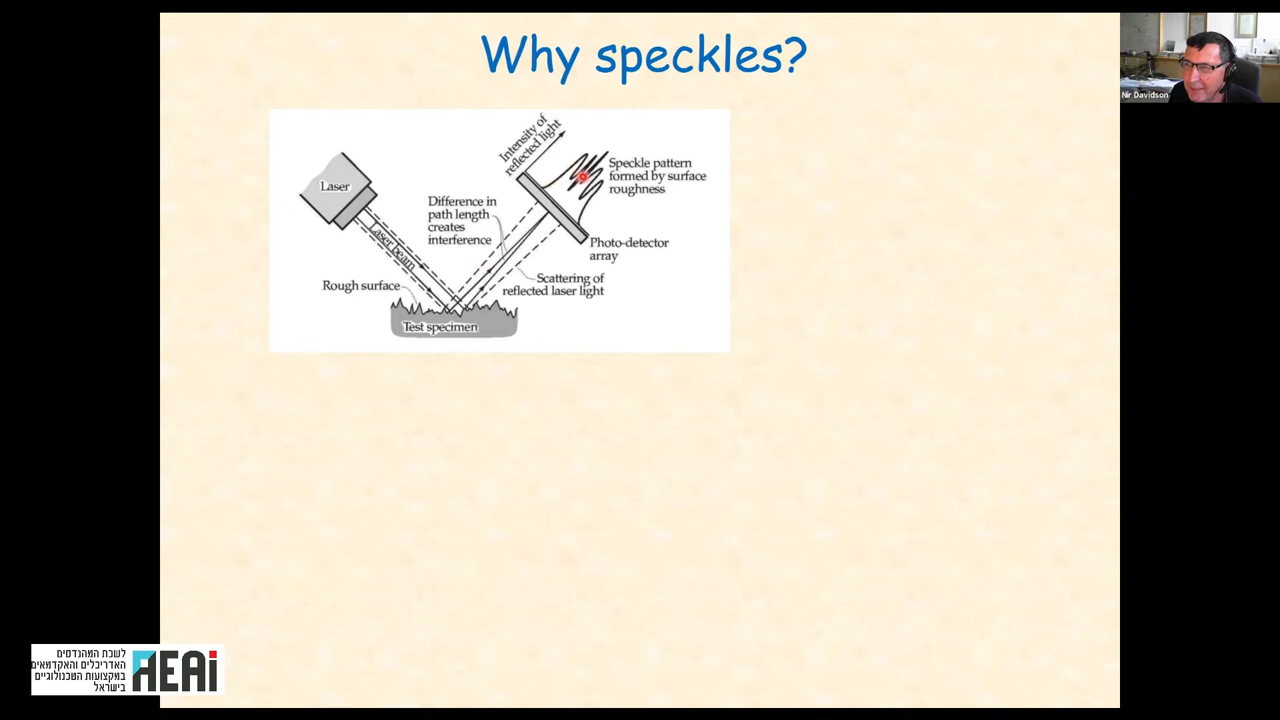 Why speckles?
Nir Davidson
Intensity of
reflected light
Laser
Laser beam
Speckle pattern
formed by surface
roughness
Difference in
path length
creates
interference
Photo-detector
array
Scattering of
reflected laser light
Rough surface
Test specimen
לשכת המהנדסים
האדריכלים והאקדמאים
במקצועות הטכנולוגיים
בישראל
AEAi